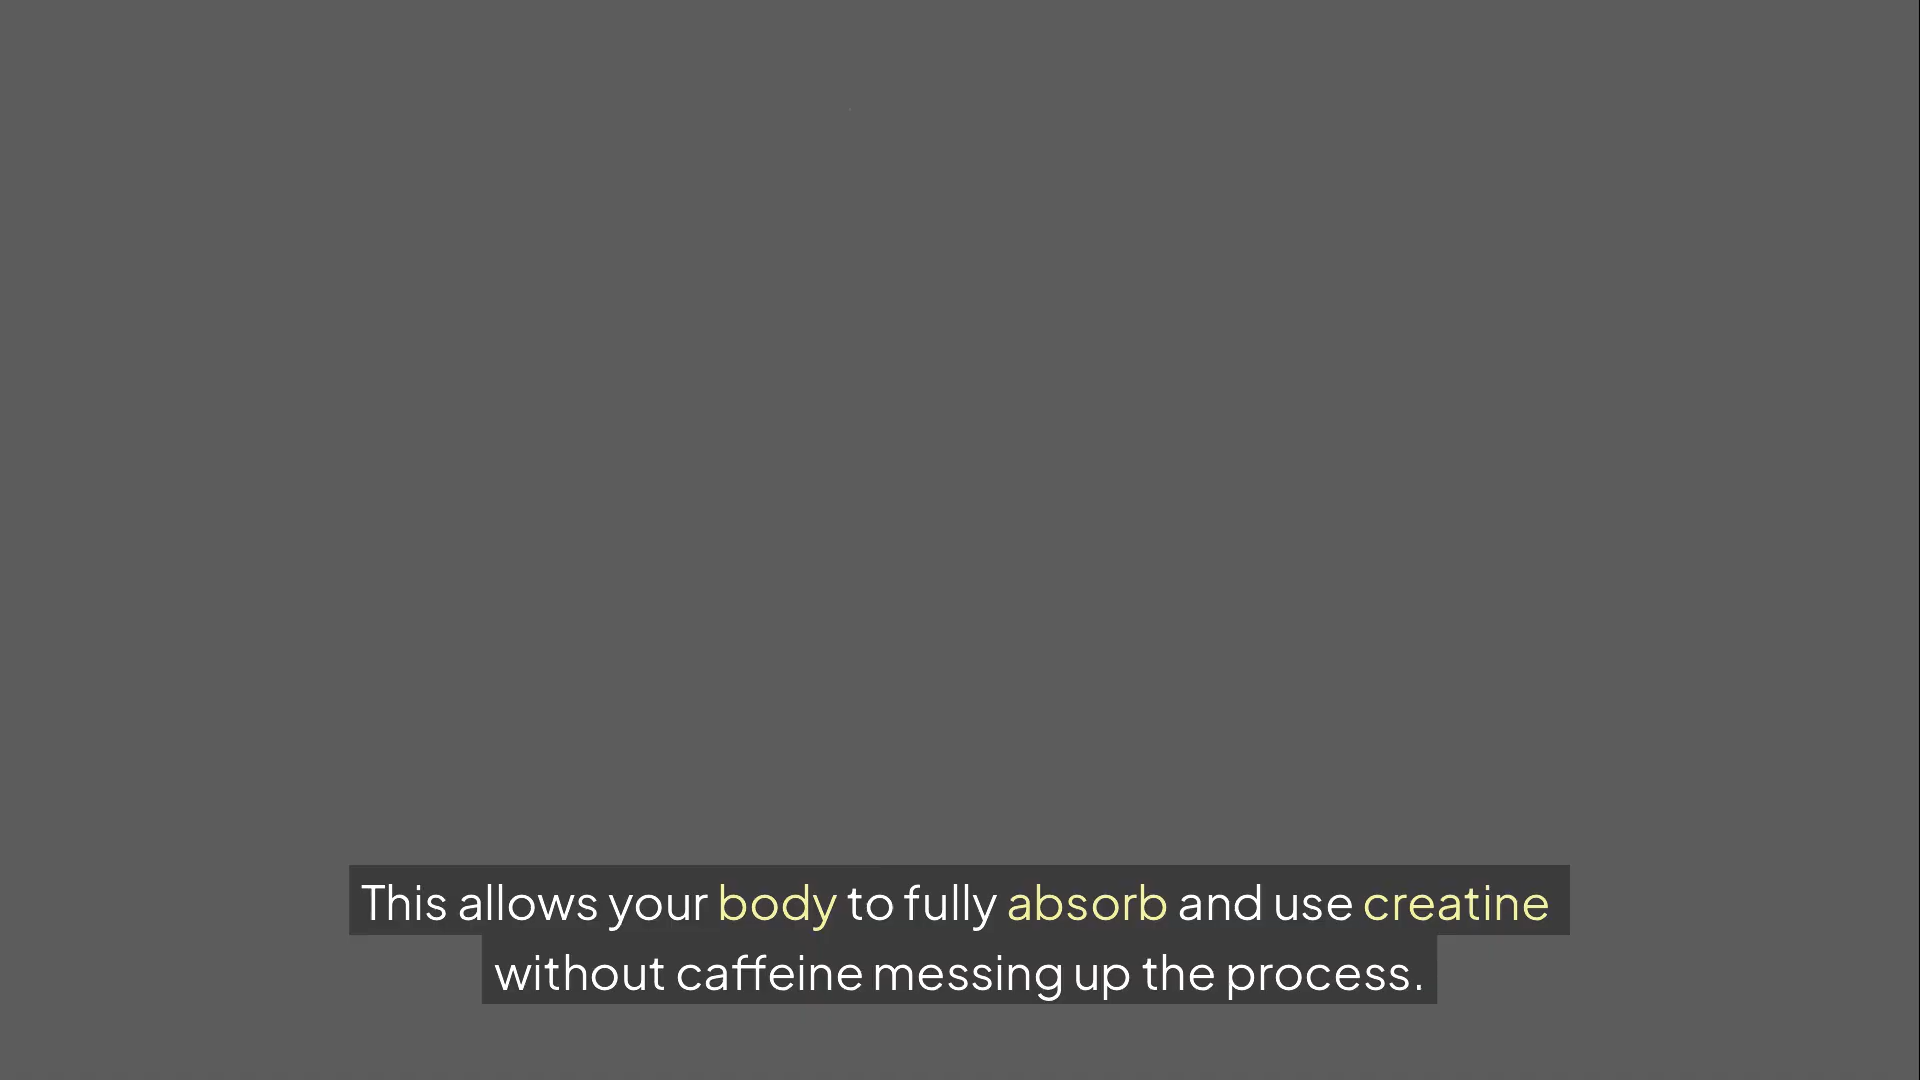 This allows your body to fully absorb and use creatine
without caffeine messing up the process.